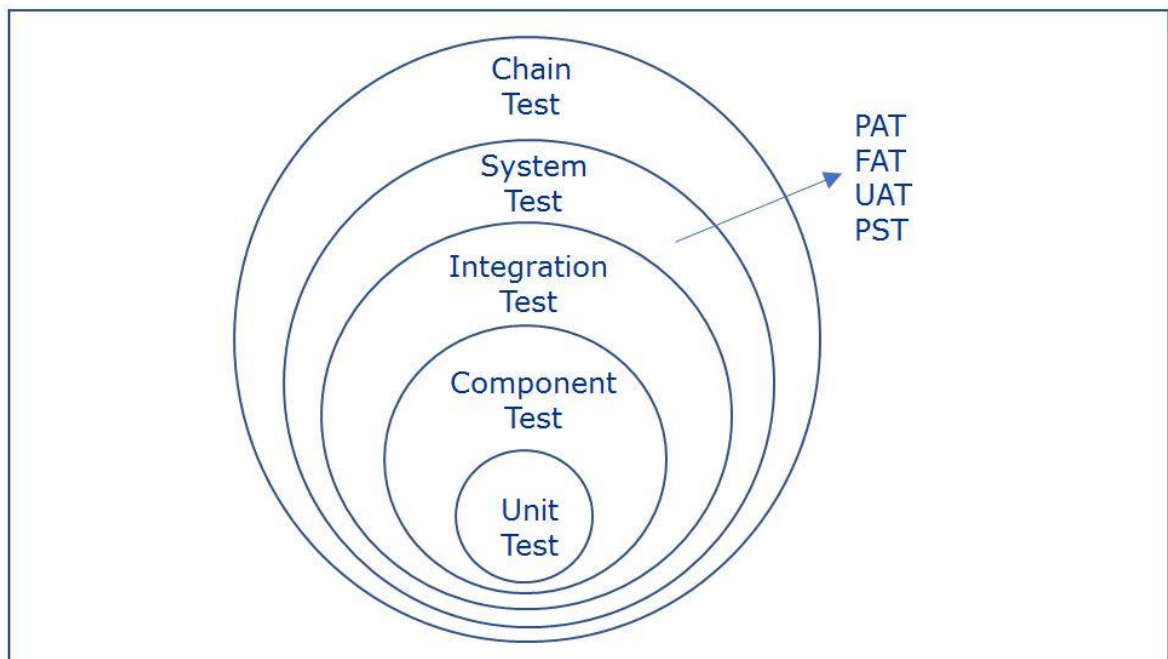 Chain
Test
System
Test
Integration
Test
Component
Test
Unit
Test
PAT
FAT
UAT
PST